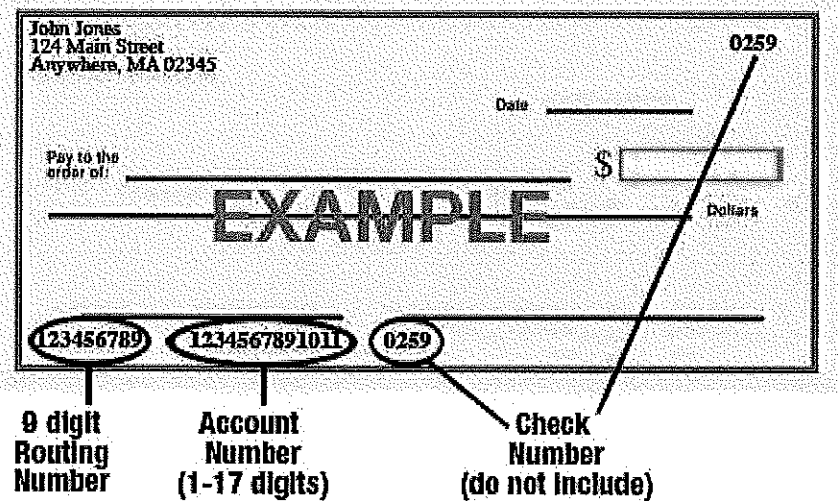 John Jones
124 Main Street
Anywhere, MA 02345
0259
Date
Pay to the
order of:
$
EXAMPLE
Dollars
123456789 1234567891011 0259
9 digit
Routing
Number
Account
Number
(1-17 digits)
Check
Number
(do not include)